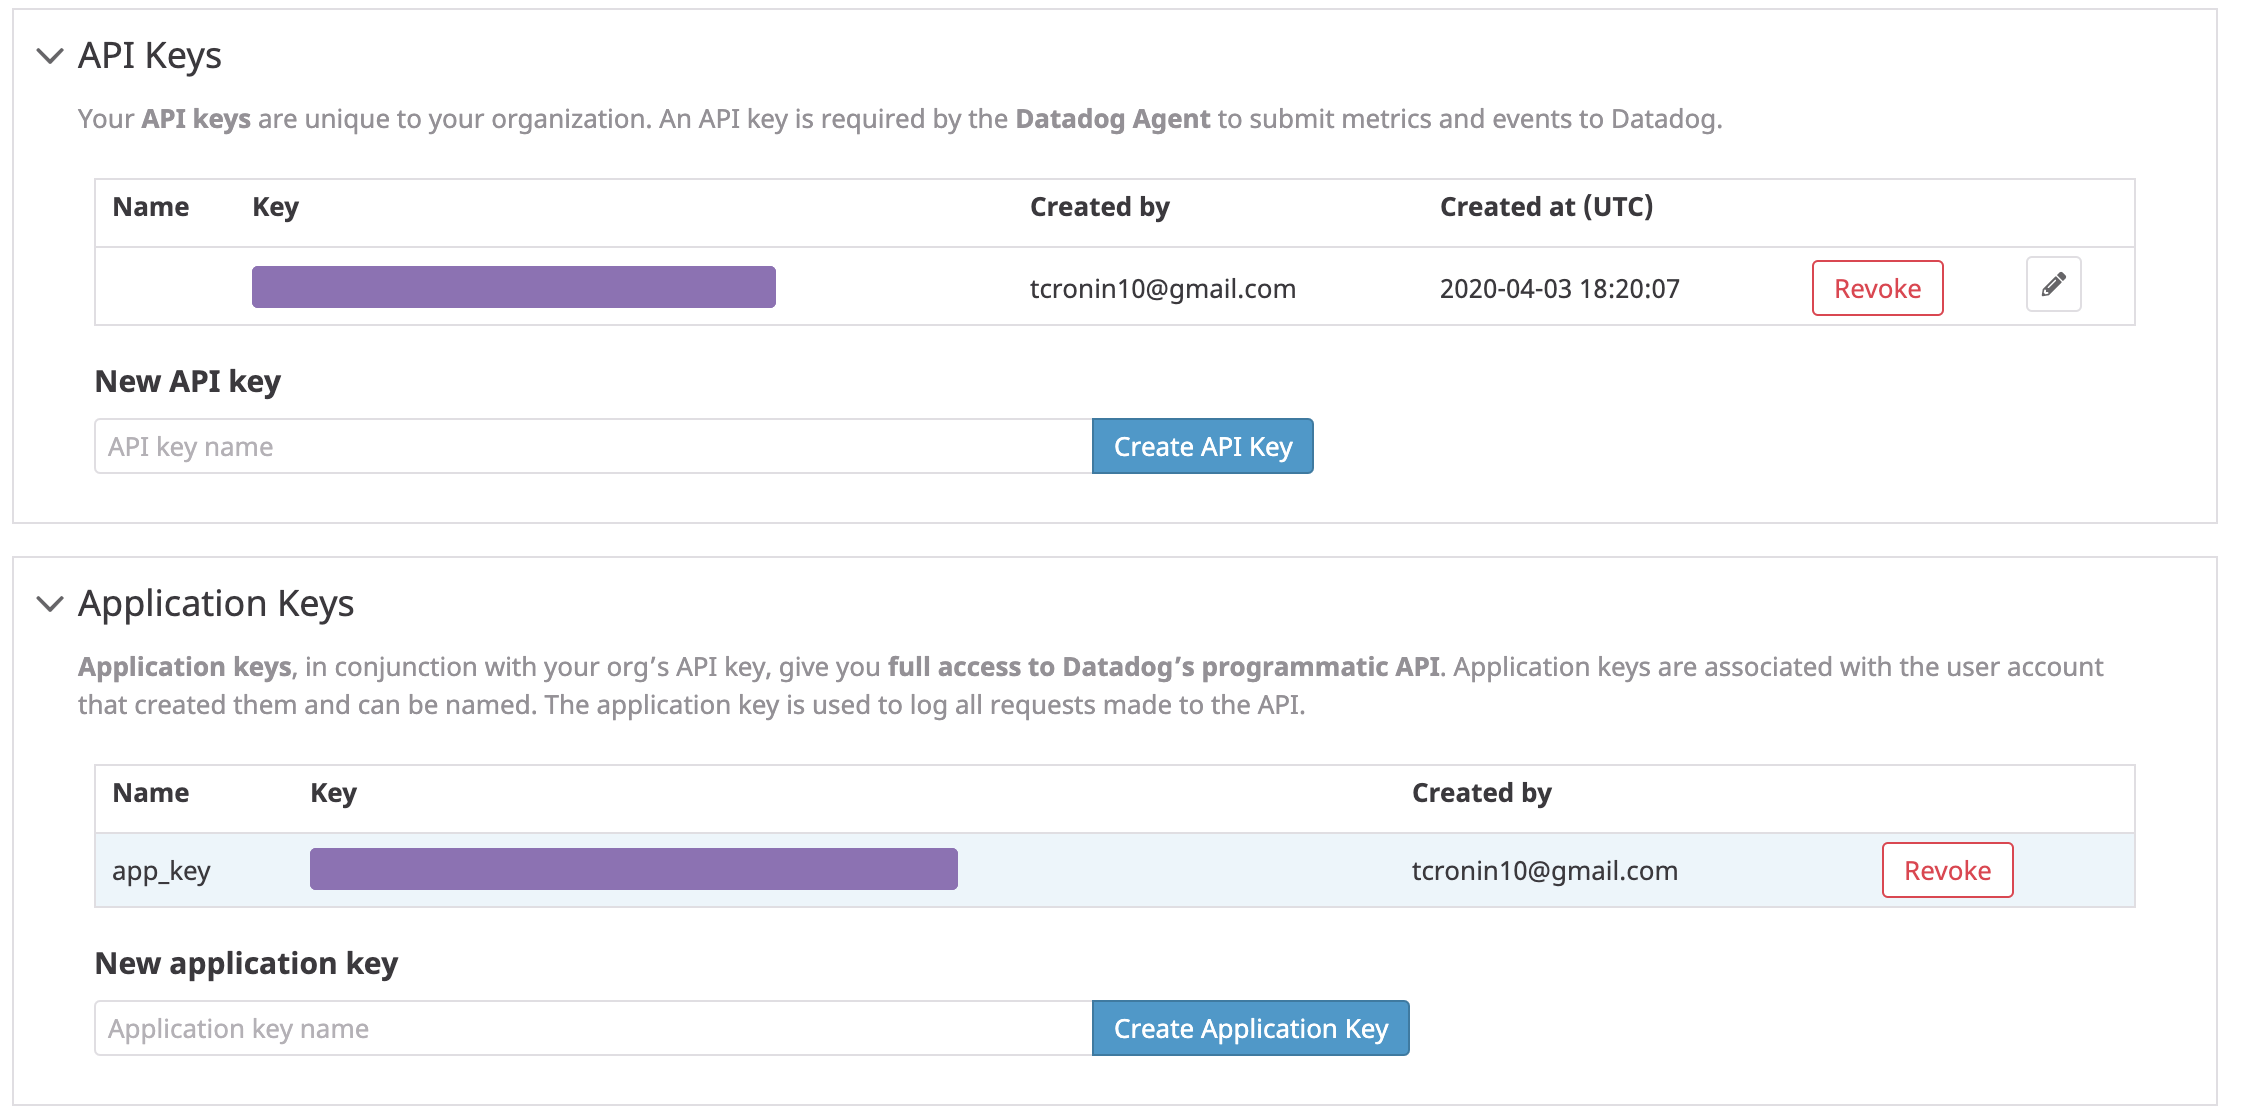 API Keys
Your API keys are unique to your organization. An API key is required by the Datadog Agent to submit metrics and events to Datadog.
Name Key Created by Created at (UTC)
tcronin10@gmail.com 2020-04-03 18:20:07 Revoke
New API key
API key name Create API Key
Application Keys
Application keys, in conjunction with your org’s API key, give you full access to Datadog’s programmatic API. Application keys are associated with the user account
that created them and can be named. The application key is used to log all requests made to the API.
Name Key Created by
app_key tcronin10@gmail.com Revoke
New application key
Application key name Create Application Key